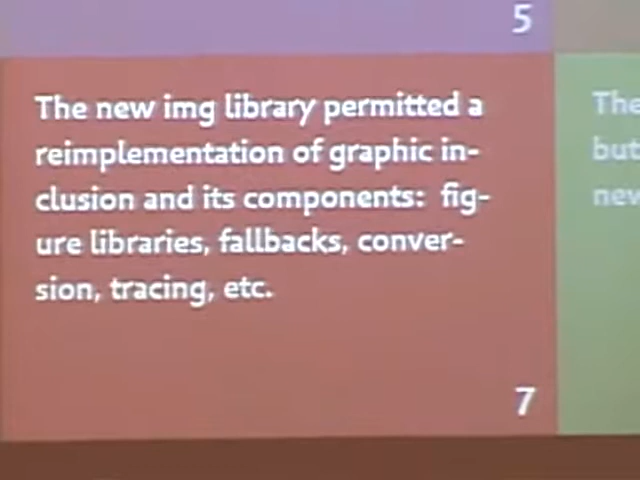 5
The new img library permitted a
reimplementation of graphic in-
clusion and its components: fig-
ure libraries, fallbacks, conver-
sion, tracing, etc.
7
The
but
new